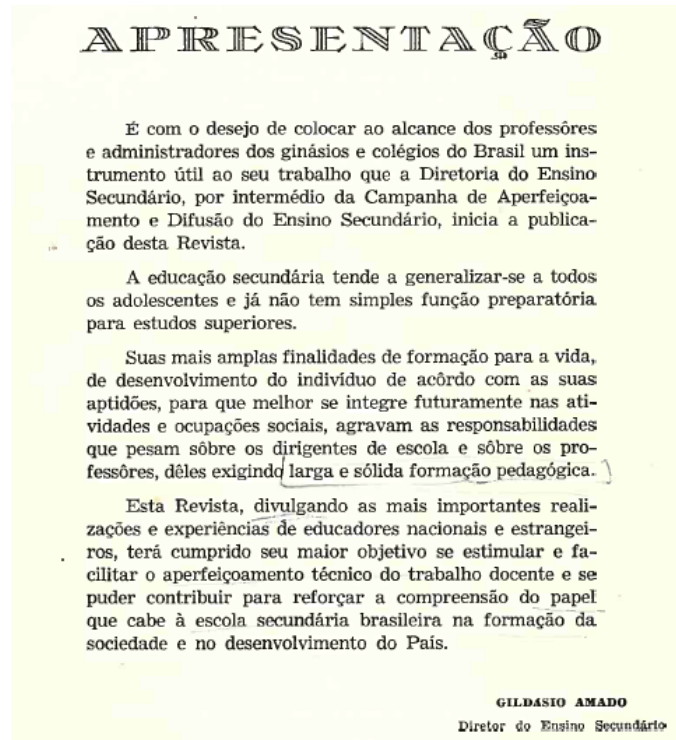 APRESENTAÇÃO
É com o desejo de colocar ao alcance dos professôres
e administradores dos ginásios e colégios do Brasil um ins-
trumento útil ao seu trabalho que a Diretoria do Ensino
Secundário, por intermédio da Campanha de Aperfeiçoa-
mento e Difusão do Ensino Secundário, inicia a publica-
ção desta Revista.
A educação secundária tende a generalizar-se a todos
os adolescentes e já não tem simples função preparatória
para estudos superiores.
Suas mais amplas finalidades de formação para a vida,
de desenvolvimento do indivíduo de acôrdo com as suas
aptidões, para que melhor se integre futuramente nas ati-
vidades e ocupações sociais, agravam as responsabilidades
que pesam sôbre os dirigentes de escola e sôbre os pro-
fessôres, dêles exigindo larga e sólida formação pedagógica.
Esta Revista, divulgando as mais importantes reali-
zações e experiências de educadores nacionais e estrangei-
ros, terá cumprido seu maior objetivo se estimular e fa-
cilitar o aperfeiçoamento técnico do trabalho docente e se
puder contribuir para reforçar a compreensão do papel
que cabe à escola secundária brasileira na formação da
sociedade e no desenvolvimento do País.
GILDASIO AMADO
Diretor do Ensino Secundário